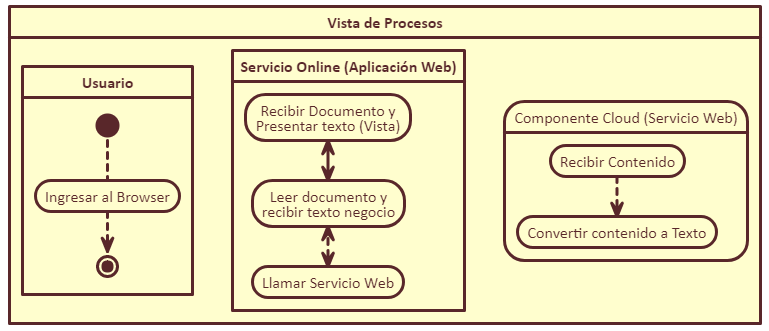 Vista de Procesos
Usuario
Ingresar al Browser
Servicio Online (Aplicación Web)
Recibir Documento y
Presentar texto (Vista)
Leer documento y
recibir texto negocio
Llamar Servicio Web
Componente Cloud (Servicio Web)
Recibir Contenido
Convertir contenido a Texto